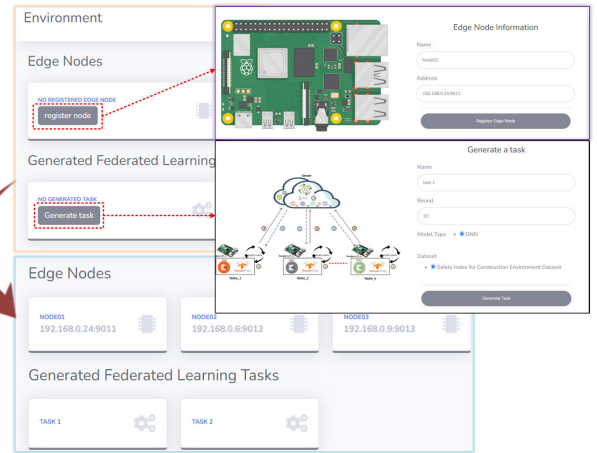 Environment
Edge Nodes
NO REGISTERED EDGE NODE
register node
Generated Federated Learning
NO GENERATED TASK
Generate task
Edge Node Information
Name
Node01
Address
192.168.0.24:9011
Register Edge Node
Generate a task
Name
task 1
Round
10
Model Type
DNN
Dataset
Safety Index for Construction Environment Dataset
Generate Task
Server
Node_1
Node_2
Edge Nodes
NODE01
192.168.0.24:9011
NODE02
192.168.0.6:9012
NODE03
192.168.0.9:9013
Generated Federated Learning Tasks
TASK 1
TASK 2